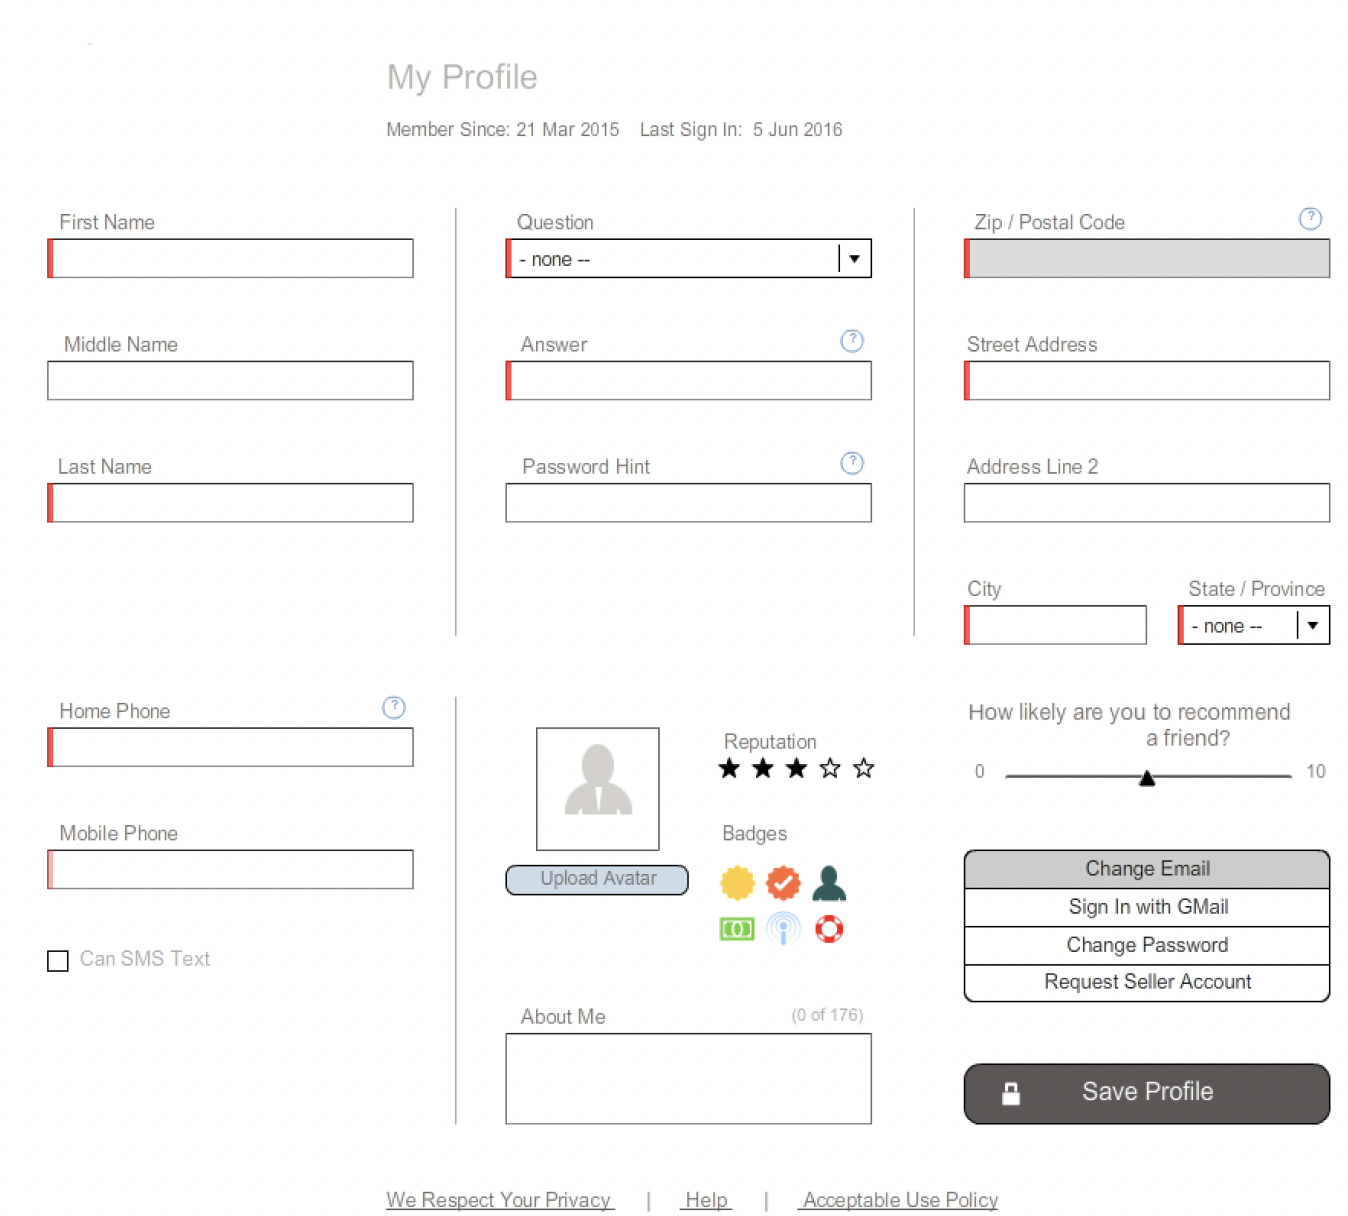 My Profile
Member Since: 21 Mar 2015 Last Sign In: 5 Jun 2016
First Name
Middle Name
Last Name
Question
- none --
Answer ?
Password Hint ?
Zip / Postal Code ?
Street Address
Address Line 2
City State / Province
- none --
Home Phone ?
Mobile Phone
Can SMS Text
Upload Avatar
Reputation
Badges
About Me (0 of 176)
How likely are you to recommend
a friend?
0 10
Change Email
Sign In with GMail
Change Password
Request Seller Account
Save Profile
We Respect Your Privacy | Help | Acceptable Use Policy